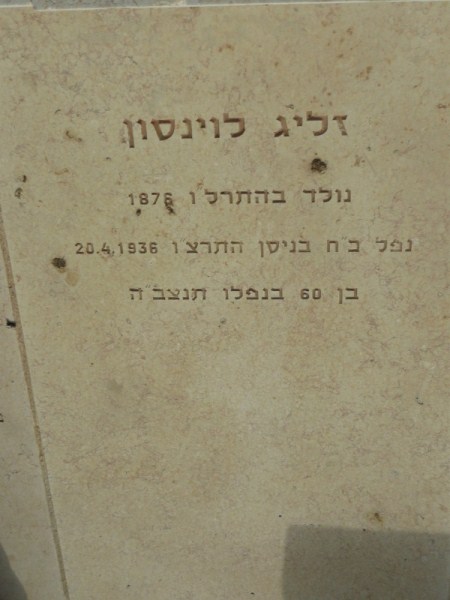 זליג לוינסון
נולד בהתרל'ו 1876
נפל כ'ח בניסן התרצ'ו 20.4.1936
בן 60 בנפלו תנצב'ה